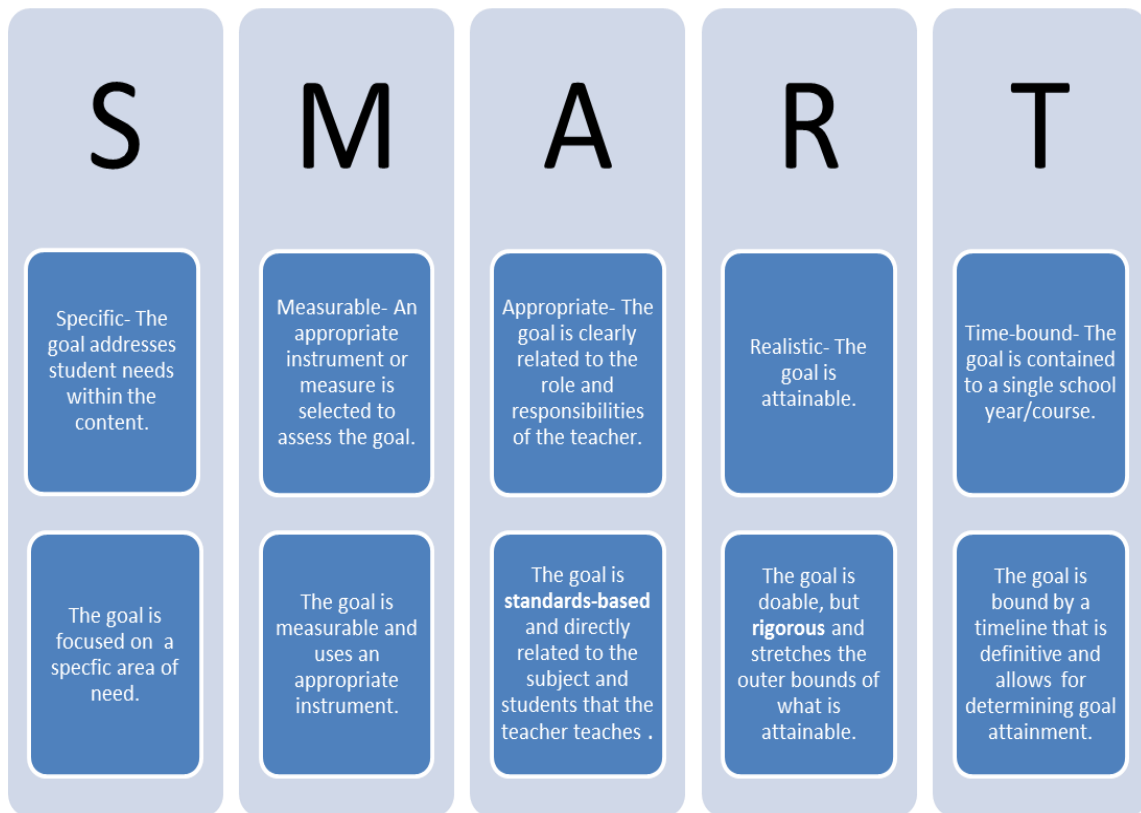 S
Specific- The
goal addresses
student needs
within the
content.
The goal is
focused on  a
specfic area of
need.
M
Measurable- An
appropriate
instrument or
measure is
selected to
assess the goal.
The goal is
measurable and
uses an
appropriate
instrument.
A
Appropriate- The
goal is clearly
related to the
role and
responsibilities
of the teacher.
The goal is
standards-based
and directly
related to the
subject and
students that the
teacher teaches .
R
Realistic- The
goal is
attainable.
The goal is
doable, but
rigorous and
stretches the
outer bounds of
what is
attainable.
T
Time-bound- The
goal is contained
to a single school
year/course.
The goal is
bound by a
timeline that is
definitive and
allows  for
determining goal
attainment.